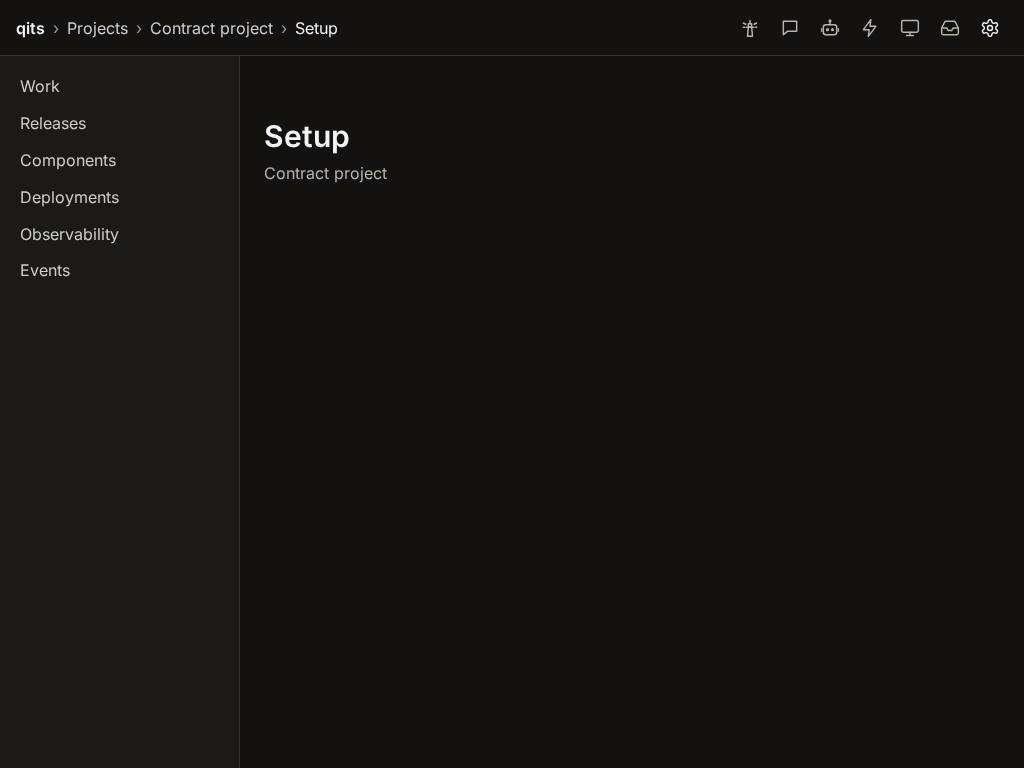 qits › Projects › Contract project › Setup
Work
Releases
Components
Deployments
Observability
Events
Setup
Contract project